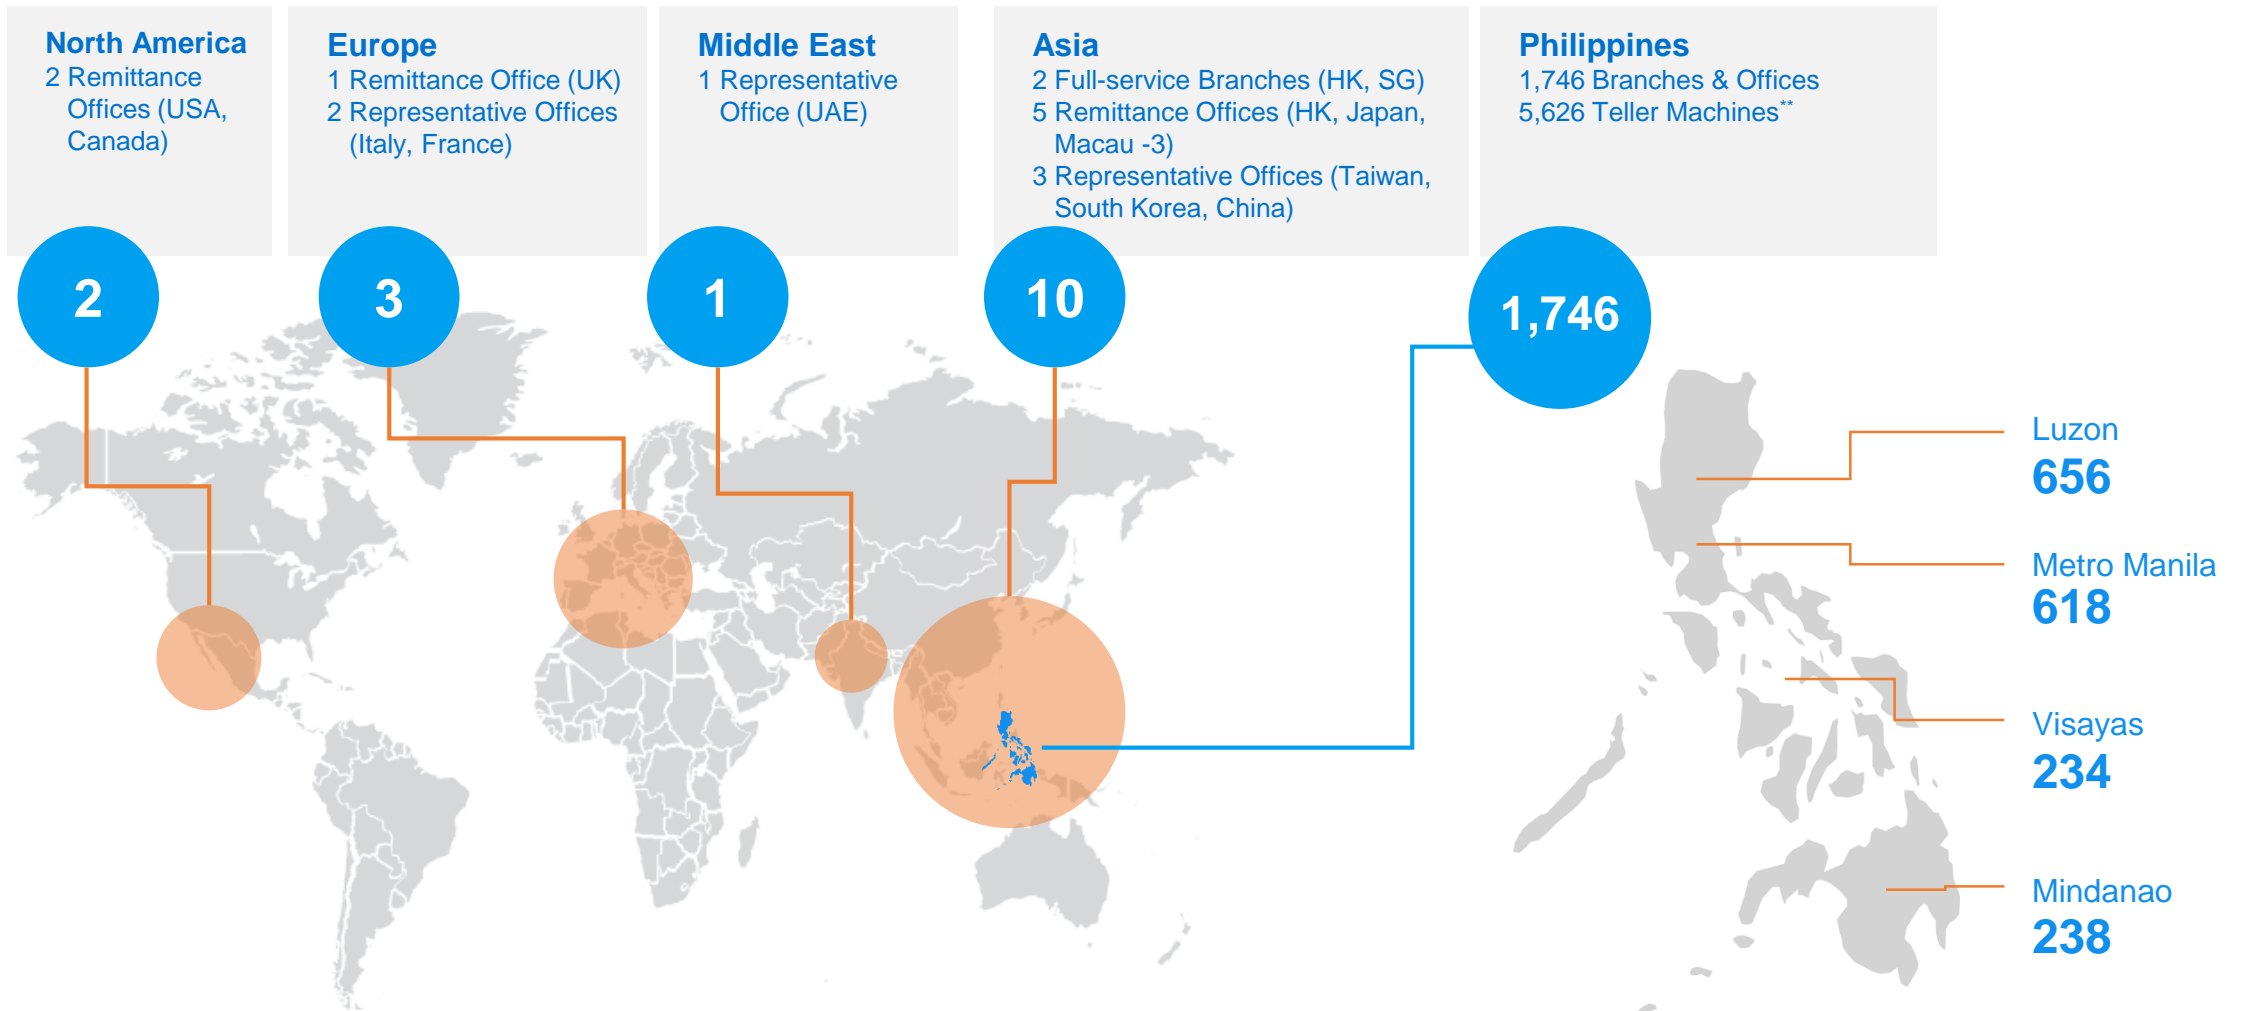 North America
2 Remittance
Offices (USA,
Canada)
Europe
1 Remittance Office (UK)
2 Representative Offices
(Italy, France)
Middle East
1 Representative
Office (UAE)
Asia
2 Full-service Branches (HK, SG)
5 Remittance Offices (HK, Japan,
Macau -3)
3 Representative Offices (Taiwan,
South Korea, China)
Philippines
1,746 Branches & Offices
5,626 Teller Machines**
2
3
1
10
1,746
Luzon
656
Metro Manila
618
Visayas
234
Mindanao
238